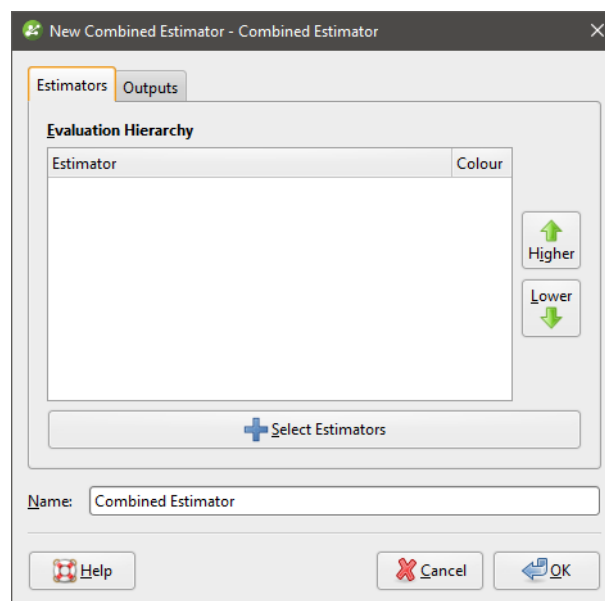 New Combined Estimator - Combined Estimator
Estimators
Outputs
Evaluation Hierarchy
Estimator
Colour
Higher
Lower
Select Estimators
Name:
Combined Estimator
Help
Cancel
OK